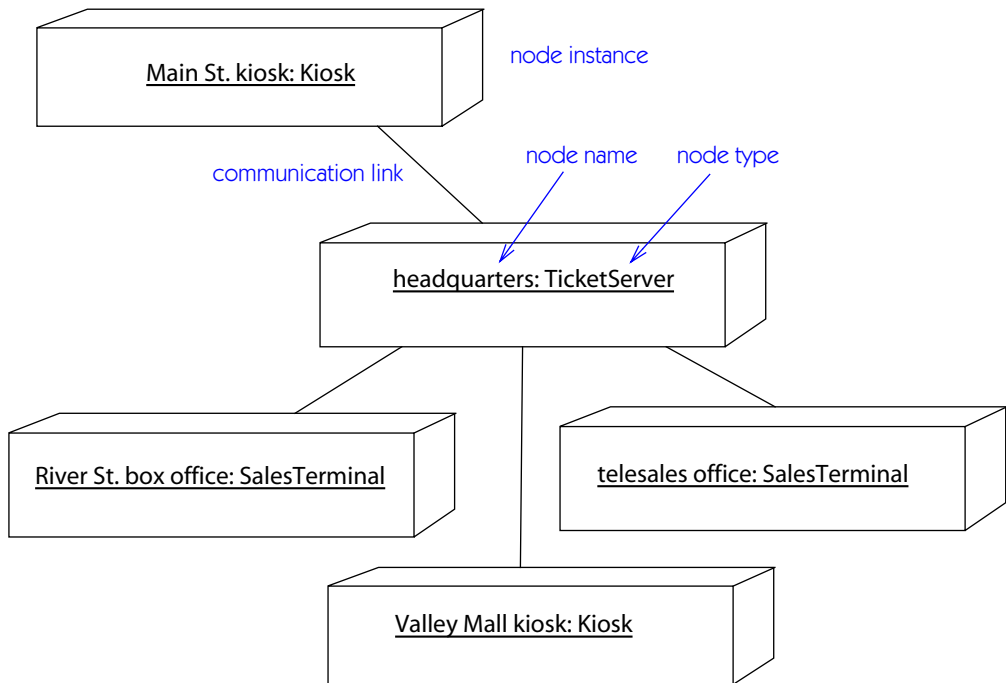 Main St. kiosk: Kiosk
node instance
communication link
node name
node type
headquarters: TicketServer
River St. box office: SalesTerminal
telesales office: SalesTerminal
Valley Mall kiosk: Kiosk